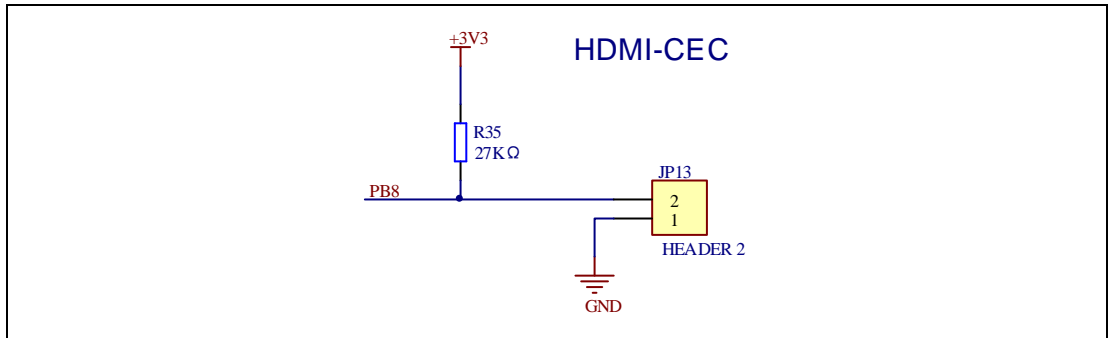 +3V3
HDMI-CEC
R35
27KΩ
PB8
JP13
2
1
HEADER 2
GND